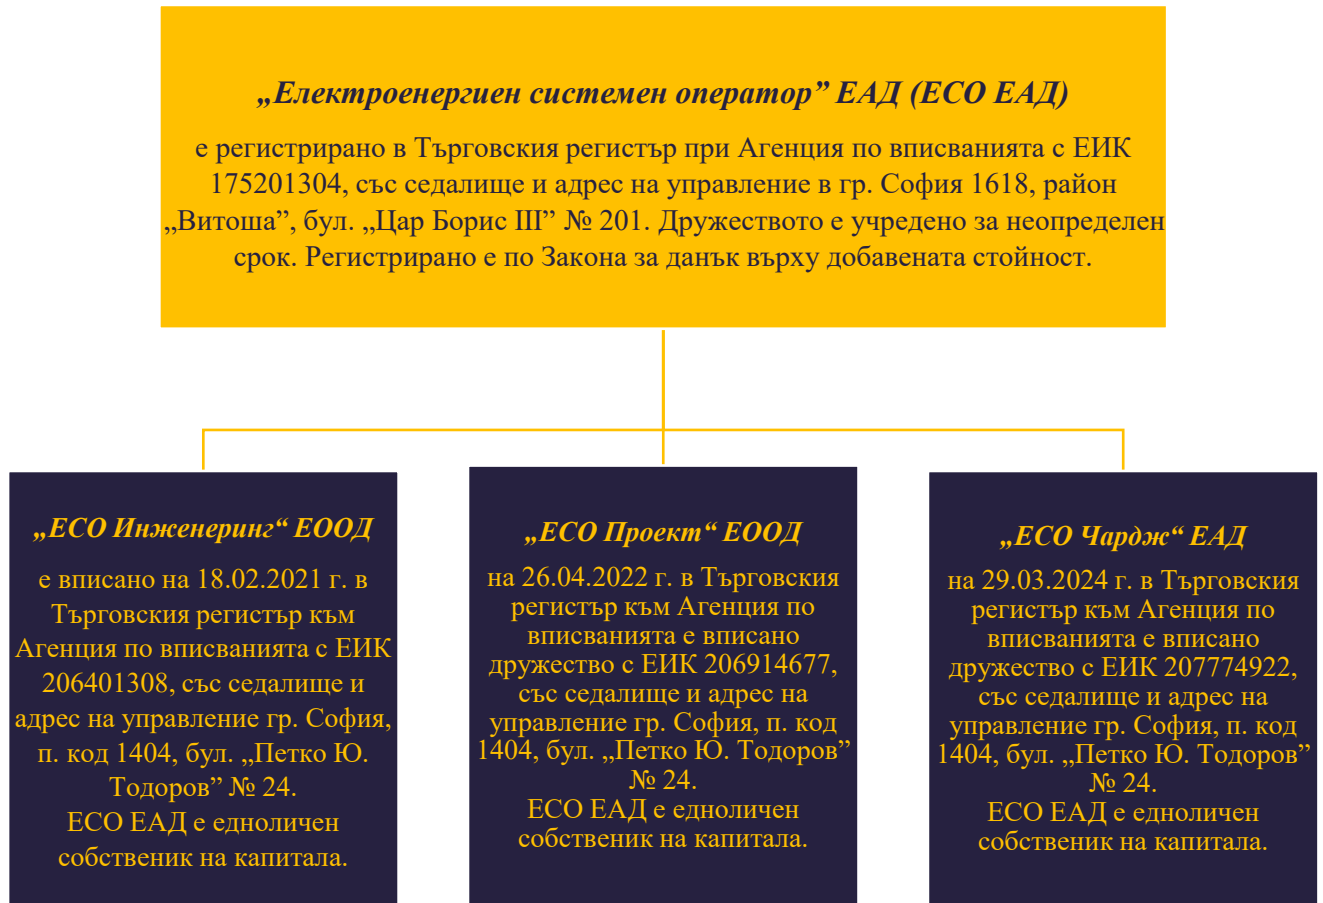 „Електроенергиен системен оператор” ЕАД (ЕСО ЕАД)
е регистрирано в Търговския регистър при Агенция по вписванията с ЕИК
175201304, със седалище и адрес на управление в гр. София 1618, район
„Витоша”, бул. „Цар Борис III” № 201. Дружеството е учредено за неопределен
срок. Регистрирано е по Закона за данък върху добавената стойност.
„ЕСО Инженеринг“ ЕООД
е вписано на 18.02.2021 г. в
Търговския регистър към
Агенция по вписванията с ЕИК
206401308, със седалище и
адрес на управление гр. София,
п. код 1404, бул. „Петко Ю.
Тодоров” № 24.
ЕСО ЕАД е едноличен
собственик на капитала.
„ЕСО Проект“ ЕООД
на 26.04.2022 г. в Търговския
регистър към Агенция по
вписванията е вписано
дружество с ЕИК 206914677,
със седалище и адрес на
управление гр. София, п. код
1404, бул. „Петко Ю. Тодоров”
№ 24.
ЕСО ЕАД е едноличен
собственик на капитала.
„ЕСО Чардж“ ЕАД
на 29.03.2024 г. в Търговския
регистър към Агенция по
вписванията е вписано
дружество с ЕИК 207774922,
със седалище и адрес на
управление гр. София, п. код
1404, бул. „Петко Ю. Тодоров”
№ 24.
ЕСО ЕАД е едноличен
собственик на капитала.